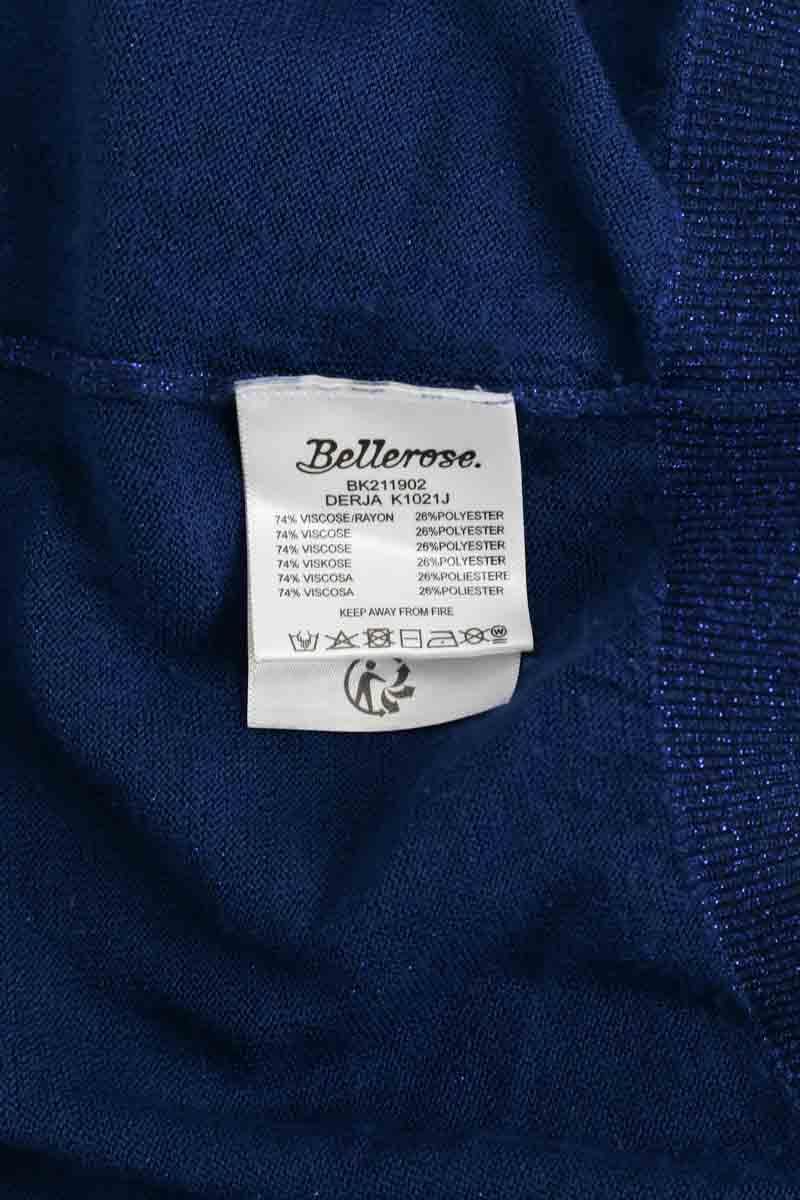 Bellerose.
BK211902
DERJA K1021J
74% VISCOSE/RAYON 26%POLYESTER
74% VISCOSE 26%POLYESTER
74% VISCOSE 26%POLYESTER
74% VISKOSE 26%POLYESTER
74% VISCOSA 26%POLIESTERE
74% VISCOSA 26%POLIESTER
KEEP AWAY FROM FIRE
W